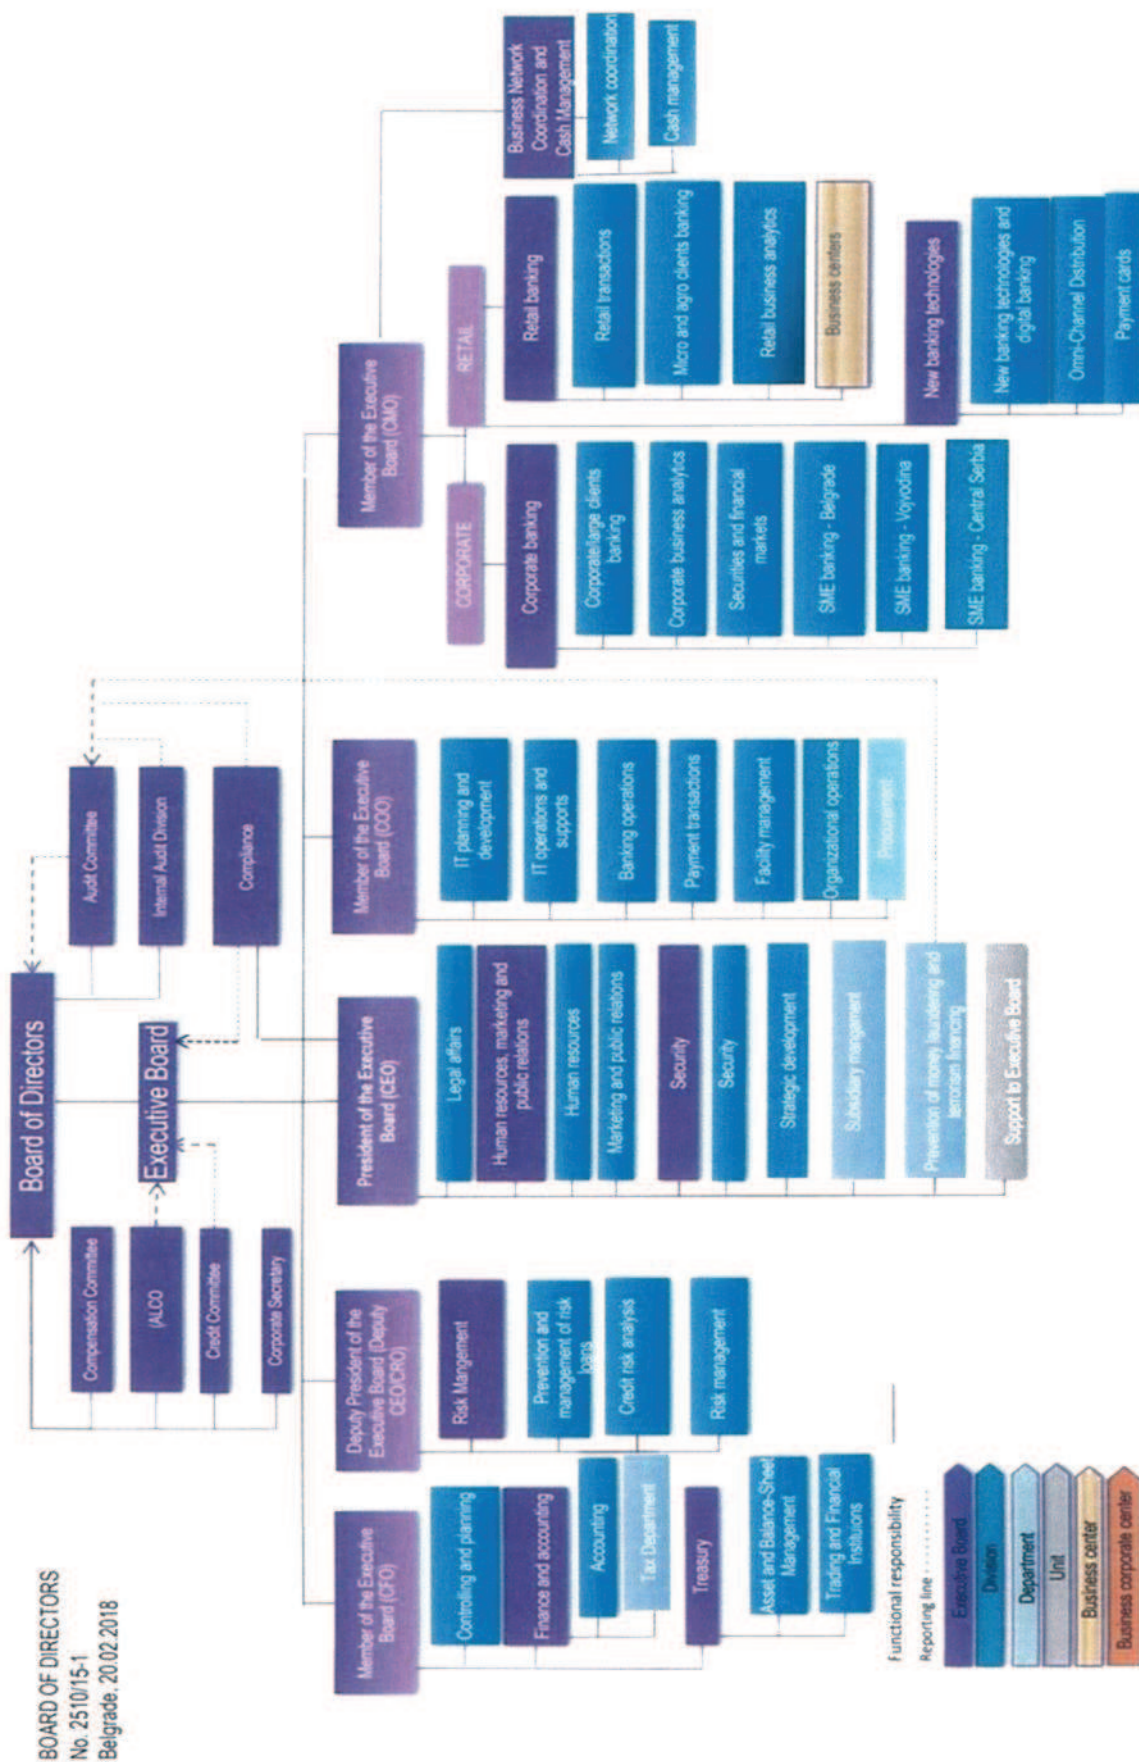 BOARD OF DIRECTORS
No. 2510/15-1
Belgrade, 20.02.2018
Board of Directors
Compensation Committee
(ALCO
Credit Committee
Corporate Secretary
Executive Board
Audit Committee
Internal Audit Division
Compliance
Member of the Executive
Board (CFO)
Controlling and planning
Finance and accounting
Accounting
Tax Department
Treasury
Asset and Balance-Sheet
Management
Trading and Financial
Instituions
Deputy President of the
Executive Board (Deputy
CEO/CRO)
Risk Mangement
Prevention and
management of risk
loans
Credit risk analysis
Risk management
President of the Executive
Board (CEO)
Legal affairs
Human resources, marketing and
public relations
Human resources
Marketing and public relations
Security
Security
Strategic development
Subsidiary mangement
Prevention of money laundering and
terrorism financing
Support to Executive Board
Member of the Executive
Board (COO)
IT planning and
development
IT operations and
supports
Banking operations
Payment transactions
Facility management
Organizational operations
Member of the Executive
Board (CMO)
CORPORATE
Corporate banking
Corporate/large clients
banking
Corporate business analytics
Securities and financial
markets
SME banking - Belgrade
SME banking - Vojvodina
SME banking - Central Serbia
RETAIL
Retail banking
Retail transactions
Micro and agro clients banking
Retail business analytics
Business centers
New banking technologies
New banking technologies and
digital banking
Omni-Channel Distribution
Payment cards
Business Network
Coordination and
Cash Management
Network coordination
Cash management
Functional responsibility
Reporting line ........
Executive Board
Division
Department
Unit
Business center
Business corporate center